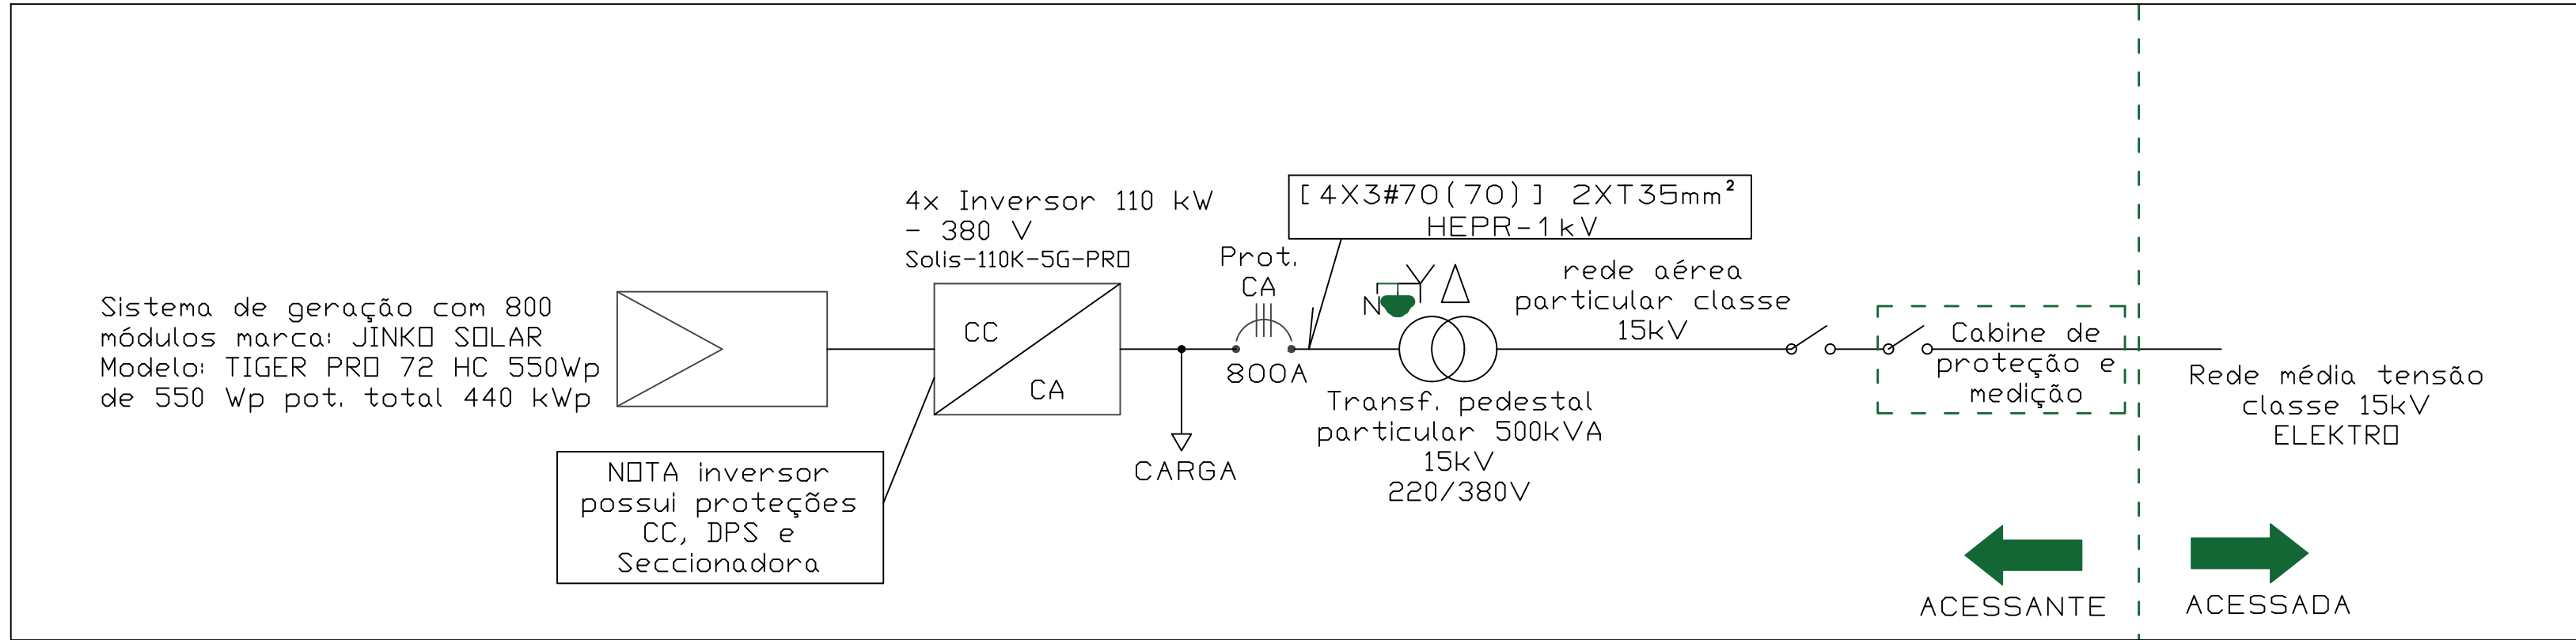 Sistema de geração com 800
módulos marca: JINKO SOLAR
Modelo: TIGER PRO 72 HC 550Wp
de 550 Wp pot. total 440 kWp
NOTA inversor
possui proteções
CC, DPS e
Seccionadora
4x Inversor 110 kW
- 380 V
Solis-110K-5G-PRO
CC
CA
CARGA
Prot.
CA
800A
[4X3#70(70)] 2XT35mm²
HEPR-1kV
N
Transf. pedestal
particular 500kVA
15kV
220/380V
rede aérea
particular classe
15kV
Cabine de
proteção e
medição
Rede média tensão
classe 15kV
ELEKTRO
ACESSANTE
ACESSADA